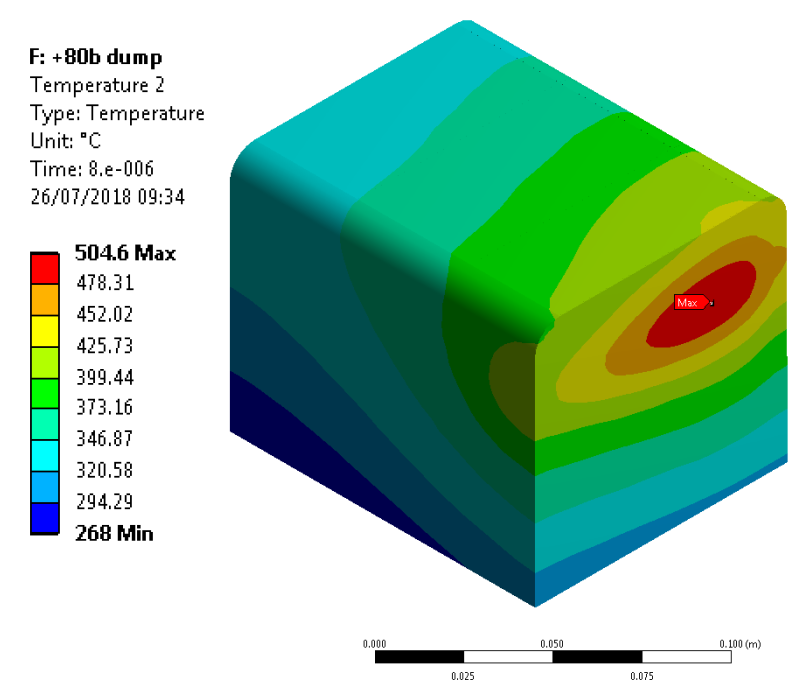 F: +80b dump
Temperature 2
Type: Temperature
Unit: °C
Time: 8.e-006
26/07/2018 09:34
504.6 Max
478.31
452.02
425.73
399.44
373.16
346.87
320.58
294.29
268 Min
Max
0.000 0.050 0.100 (m)
0.025 0.075